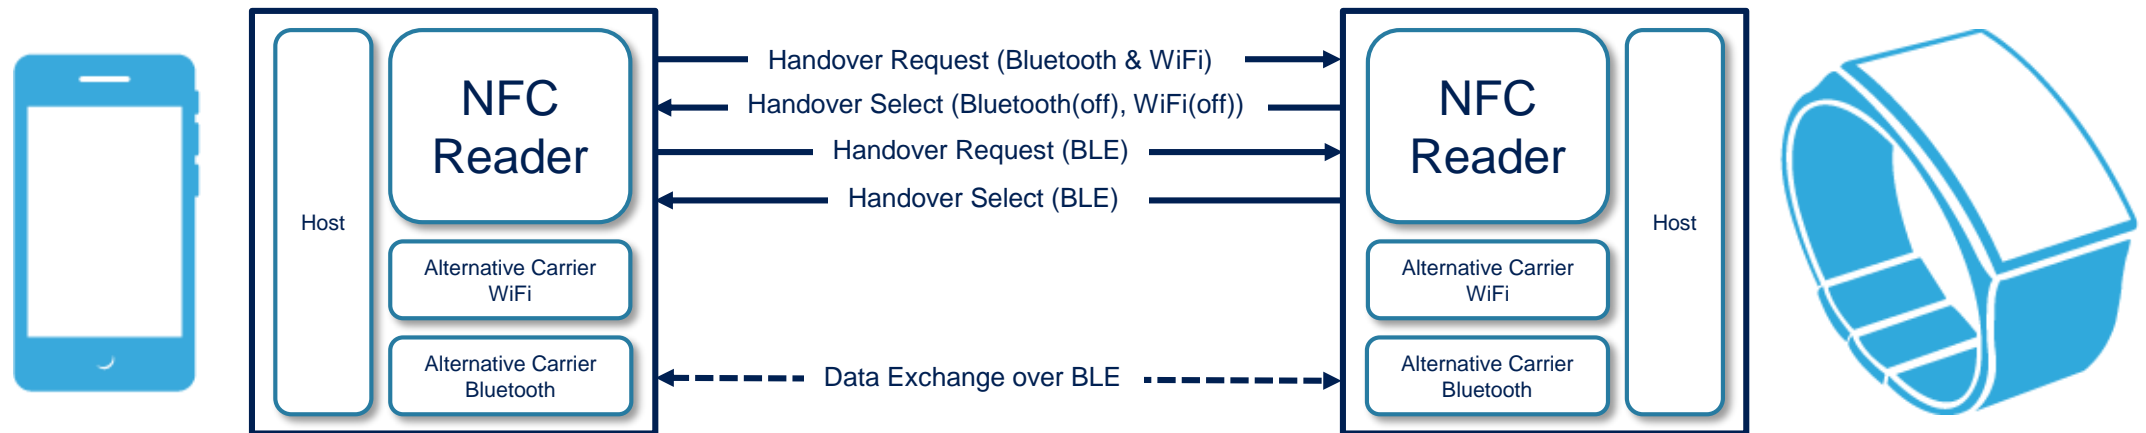 Host
NFC
Reader
Alternative Carrier
WiFi
Alternative Carrier
Bluetooth
Handover Request (Bluetooth & WiFi)
Handover Select (Bluetooth(off), WiFi(off))
Handover Request (BLE)
Handover Select (BLE)
Data Exchange over BLE
NFC
Reader
Alternative Carrier
WiFi
Alternative Carrier
Bluetooth
Host